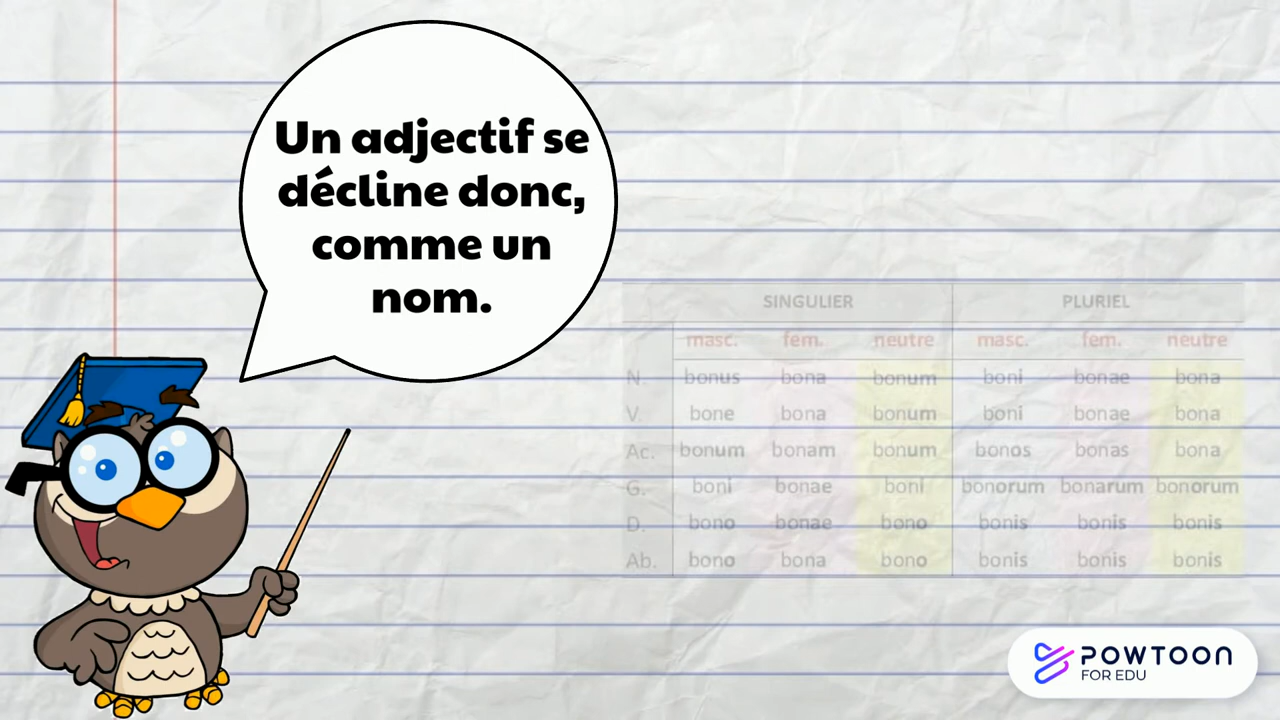 Un adjectif se
décline donc,
comme un
nom.
SINGULIER PLURIEL
masc. fem. neutre masc. fem. neutre
N. bonus bona bonum boni bonae bona
V. bone bona bonum boni bonae bona
Ac. bonum bonam bonum bonos bonas bona
G. boni bonae boni bonorum bonarum bonorum
D. bono bonae bono bonis bonis bonis
Ab. bono bona bono bonis bonis bonis
POWTOON
FOR EDU